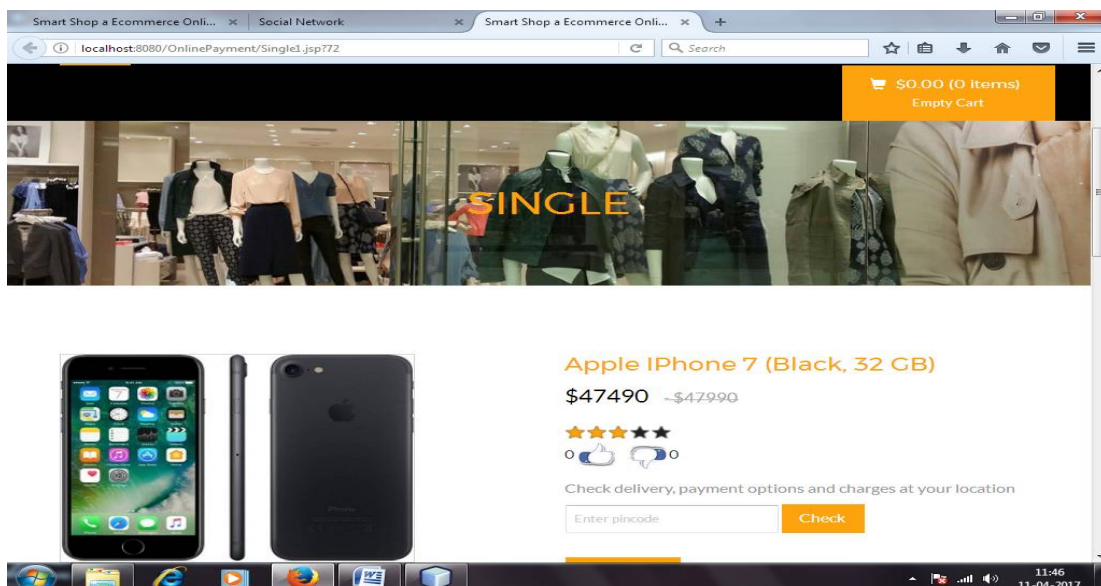 Smart Shop a Ecommerce Onli... × Social Network × Smart Shop a Ecommerce Onli... × +
localhost:8080/OnlinePayment/Single1.jsp?72 Search
$0.00 (0 items)
Empty Cart
SINGLE
Apple IPhone 7 (Black, 32 GB)
$47490 - $47990
0 0
Check delivery, payment options and charges at your location
Enter pincode Check
11:46
11-04-2017